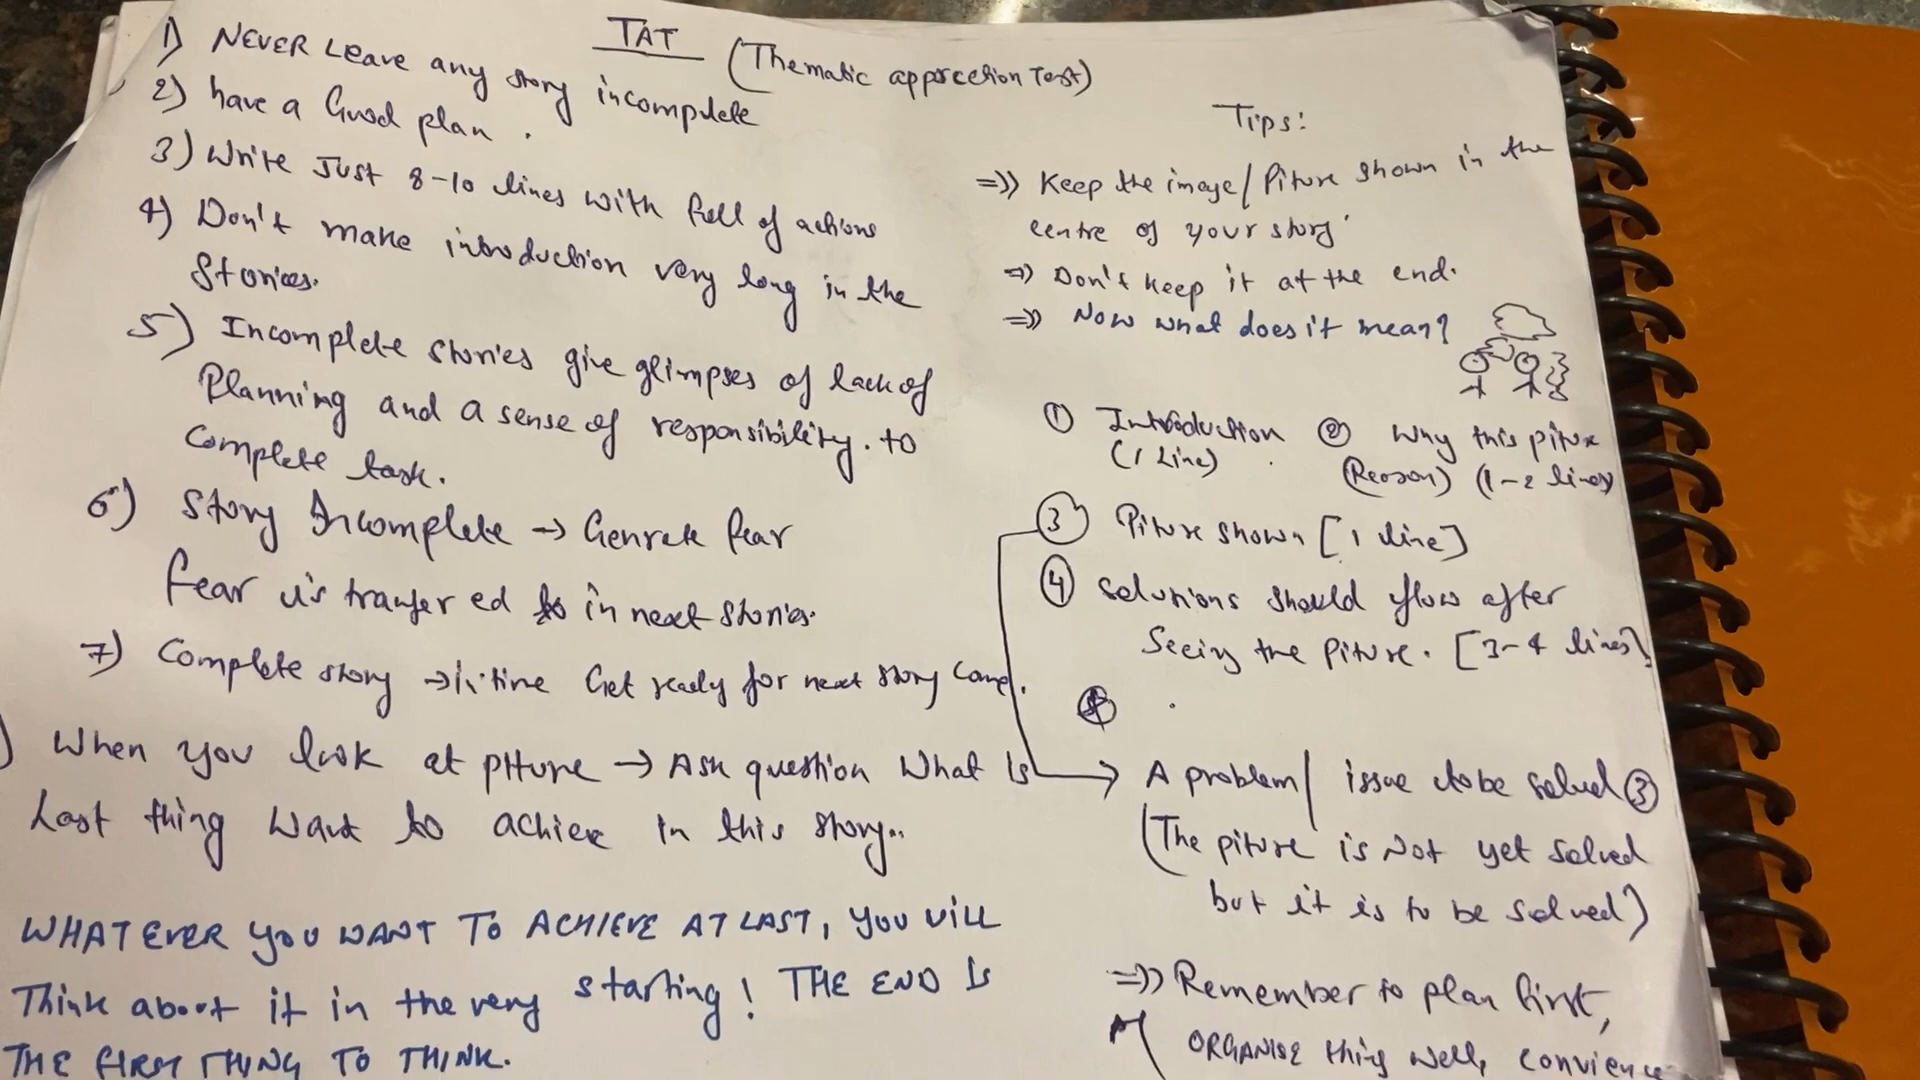 TAT (Thematic apporcetion Test)
1) NEVER Leave any story incomplete
2) have a Good plan.
3) Write Just 8-10 lines with full of actions
4) Don't make introduction very long in the
Stories.
5) Incomplete stories give glimpses of lack of
Planning and a sense of responsibility. to
complete task.
6) Story Incomplete → Genrate fear
fear is tranfer ed in next stories.
7) Complete story → in time Get ready for next story
) When you look at pitture → Ask question What is
Last thing Want to achieve in this story..
WHAT EVER YOU WANT TO ACHIEVE AT LAST, YOU WILL
Think about it in the very starting! THE END IS
THE FIRST THING TO THINK.
Tips:
=>> Keep the image/Piture shown in the
centre of your story.
=>> Don't keep it at the end.
=>> Now what does it mean?
① Introduction
(1 Line)
② Why this piture
(Reason) (1-2 lines)
③ Piture shown [1 line]
④ Solutions should flow after
Seeing the Piture. [3-4 lines]
→ A problem/ issue to be solved ③
(The piture is Not yet solved
but it is to be solved)
=>> Remember to plan first,
ORGANISE thing well,